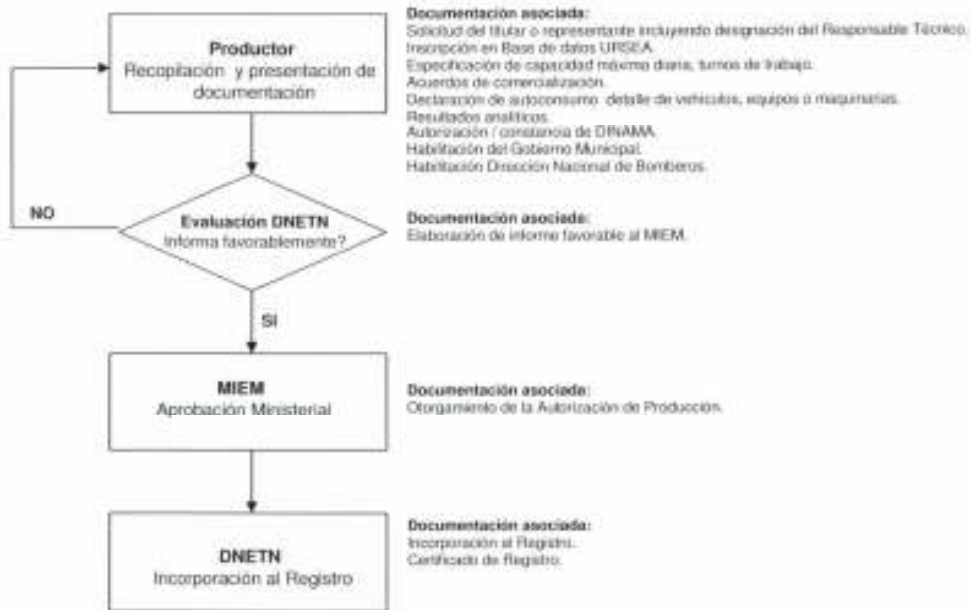 Productor
Recopilación y presentación de
documentación
Documentación asociada:
Solicitud del titular o representante incluyendo designación del Responsable Técnico.
Inscripción en Base de datos URSEA.
Especificación de capacidad máxima diaria, turnos de trabajo.
Acuerdos de comercialización.
Declaración de autoconsumo detalle de vehículos, equipos o maquinarias.
Resultados analíticos.
Autorización / constancia de DINAMA.
Habilitación del Gobierno Municipal.
Habilitación Dirección Nacional de Bomberos.
NO
Evaluación DNETN
Informa favorablemente?
Documentación asociada:
Elaboración de informe favorable al MIEM.
SI
MIEM
Aprobación Ministerial
Documentación asociada:
Otorgamiento de la Autorización de Producción.
DNETN
Incorporación al Registro
Documentación asociada:
Incorporación al Registro.
Certificado de Registro.